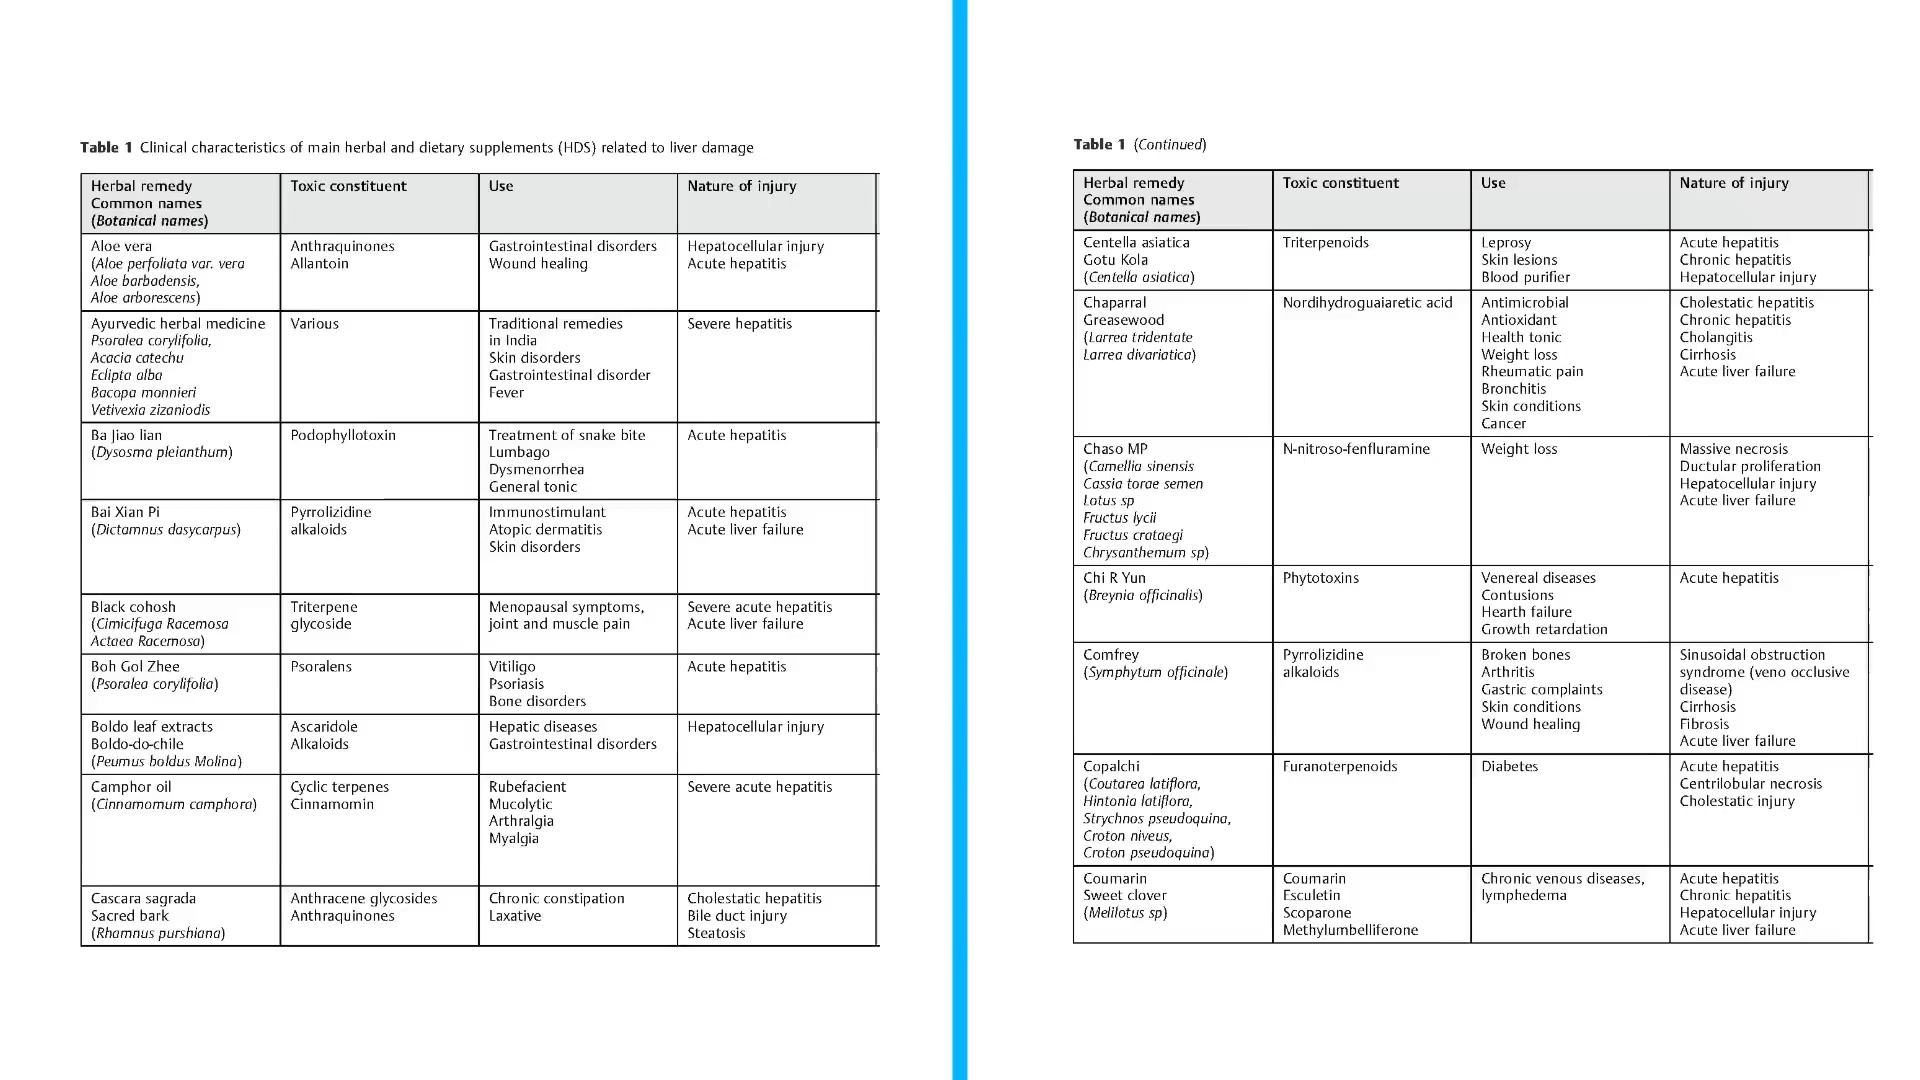 Table 1 Clinical characteristics of main herbal and dietary supplements (HDS) related to liver damage
Herbal remedy
Common names
(Botanical names)
Toxic constituent
Use
Nature of injury
Aloe vera
(Aloe perfoliata var. vera
Aloe barbadensis,
Aloe arborescens)
Anthraquinones
Allantoin
Gastrointestinal disorders
Wound healing
Hepatocellular injury
Acute hepatitis
Ayurvedic herbal medicine
Psoralea corylifolia,
Acacia catechu
Eclipta alba
Bacopa monnieri
Vetivexia zizaniodis
Various
Traditional remedies
in India
Skin disorders
Gastrointestinal disorder
Fever
Severe hepatitis
Ba Jiao lian
(Dysosma pleianthum)
Podophyllotoxin
Treatment of snake bite
Lumbago
Dysmenorrhea
General tonic
Acute hepatitis
Bai Xian Pi
(Dictamnus dasycarpus)
Pyrrolizidine
alkaloids
Immunostimulant
Atopic dermatitis
Skin disorders
Acute hepatitis
Acute liver failure
Black cohosh
(Cimicifuga Racemosa
Actaea Racemosa)
Triterpene
glycoside
Menopausal symptoms,
joint and muscle pain
Severe acute hepatitis
Acute liver failure
Boh Gol Zhee
(Psoralea corylifolia)
Psoralens
Vitiligo
Psoriasis
Bone disorders
Acute hepatitis
Boldo leaf extracts
Boldo-do-chile
(Peumus boldus Molina)
Ascaridole
Alkaloids
Hepatic diseases
Gastrointestinal disorders
Hepatocellular injury
Camphor oil
(Cinnamomum camphora)
Cyclic terpenes
Cinnamomin
Rubefacient
Mucolytic
Arthralgia
Myalgia
Severe acute hepatitis
Cascara sagrada
Sacred bark
(Rhamnus purshiana)
Anthracene glycosides
Anthraquinones
Chronic constipation
Laxative
Cholestatic hepatitis
Bile duct injury
Steatosis
Table 1 (Continued)
Herbal remedy
Common names
(Botanical names)
Toxic constituent
Use
Nature of injury
Centella asiatica
Gotu Kola
(Centella asiatica)
Triterpenoids
Leprosy
Skin lesions
Blood purifier
Acute hepatitis
Chronic hepatitis
Hepatocellular injury
Chaparral
Greasewood
(Larrea tridentate
Larrea divariatica)
Nordihydroguaiaretic acid
Antimicrobial
Antioxidant
Health tonic
Weight loss
Rheumatic pain
Bronchitis
Skin conditions
Cancer
Cholestatic hepatitis
Chronic hepatitis
Cholangitis
Cirrhosis
Acute liver failure
Chaso MP
(Camellia sinensis
Cassia torae semen
Lotus sp
Fructus lycii
Fructus crataegi
Chrysanthemum sp)
N-nitroso-fenfluramine
Weight loss
Massive necrosis
Ductular proliferation
Hepatocellular injury
Acute liver failure
Chi R Yun
(Breynia officinalis)
Phytotoxins
Venereal diseases
Contusions
Hearth failure
Growth retardation
Acute hepatitis
Comfrey
(Symphytum officinale)
Pyrrolizidine
alkaloids
Broken bones
Arthritis
Gastric complaints
Skin conditions
Wound healing
Sinusoidal obstruction
syndrome (veno occlusive
disease)
Cirrhosis
Fibrosis
Acute liver failure
Copalchi
(Coutarea latiflora,
Hintonia latiflora,
Strychnos pseudoquina,
Croton niveus,
Croton pseudoquina)
Furanoterpenoids
Diabetes
Acute hepatitis
Centrilobular necrosis
Cholestatic injury
Coumarin
Sweet clover
(Melilotus sp)
Coumarin
Esculetin
Scoparone
Methylumbelliferone
Chronic venous diseases,
lymphedema
Acute hepatitis
Chronic hepatitis
Hepatocellular injury
Acute liver failure